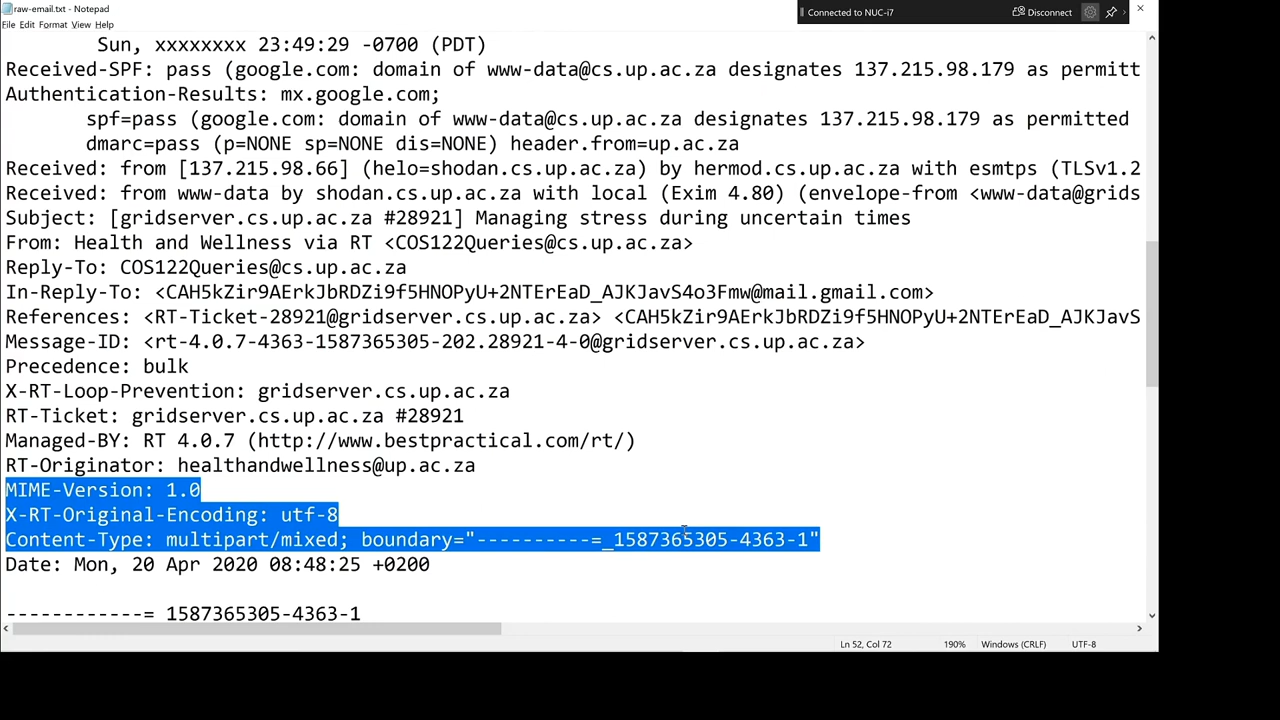 raw-email.txt - Notepad
Connected to NUC-i7
Disconnect
File Edit Format View Help
Sun, xxxxxxxx 23:49:29 -0700 (PDT)
Received-SPF: pass (google.com: domain of www-data@cs.up.ac.za designates 137.215.98.179 as permitt
Authentication-Results: mx.google.com;
spf=pass (google.com: domain of www-data@cs.up.ac.za designates 137.215.98.179 as permitted
dmarc=pass (p=NONE sp=NONE dis=NONE) header.from=up.ac.za
Received: from [137.215.98.66] (helo=shodan.cs.up.ac.za) by hermod.cs.up.ac.za with esmtps (TLSv1.2
Received: from www-data by shodan.cs.up.ac.za with local (Exim 4.80) (envelope-from <www-data@grids
Subject: [gridserver.cs.up.ac.za #28921] Managing stress during uncertain times
From: Health and Wellness via RT <COS122Queries@cs.up.ac.za>
Reply-To: COS122Queries@cs.up.ac.za
In-Reply-To: <CAH5kZir9AErkJbRDZi9f5HNOPyU+2NTErEaD_AJKJavS4o3Fmw@mail.gmail.com>
References: <RT-Ticket-28921@gridserver.cs.up.ac.za> <CAH5kZir9AErkJbRDZi9f5HNOPyU+2NTErEaD_AJKJavS
Message-ID: <rt-4.0.7-4363-1587365305-202.28921-4-0@gridserver.cs.up.ac.za>
Precedence: bulk
X-RT-Loop-Prevention: gridserver.cs.up.ac.za
RT-Ticket: gridserver.cs.up.ac.za #28921
Managed-BY: RT 4.0.7 (http://www.bestpractical.com/rt/)
RT-Originator: healthandwellness@up.ac.za
MIME-Version: 1.0
X-RT-Original-Encoding: utf-8
Content-Type: multipart/mixed; boundary="----------=_1587365305-4363-1"
Date: Mon, 20 Apr 2020 08:48:25 +0200
------------= 1587365305-4363-1
Ln 52, Col 72
190%
Windows (CRLF)
UTF-8